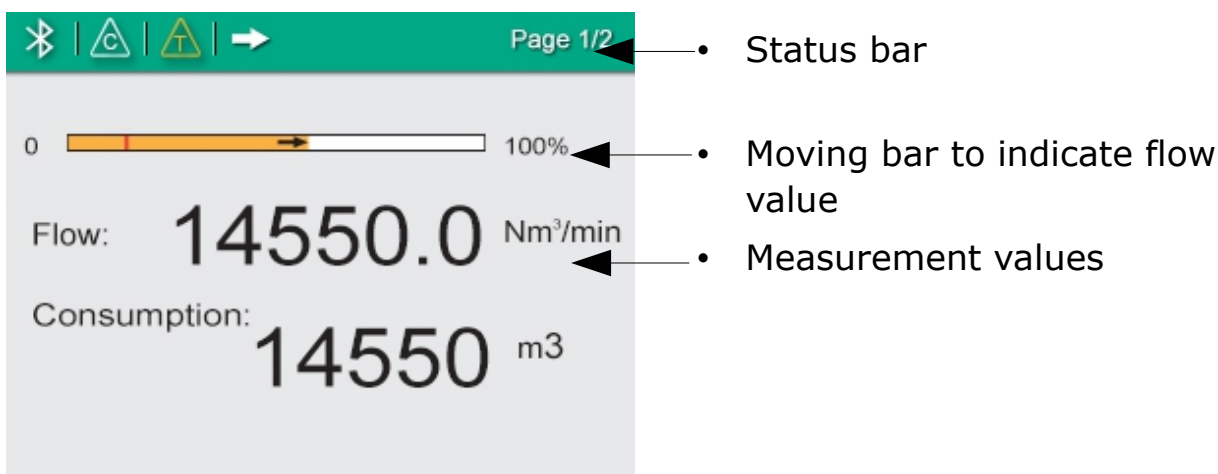 C T Page 1/2
• Status bar
0 100%
• Moving bar to indicate flow
value
Flow: 14550.0 Nm³/min
• Measurement values
Consumption:
14550 m3